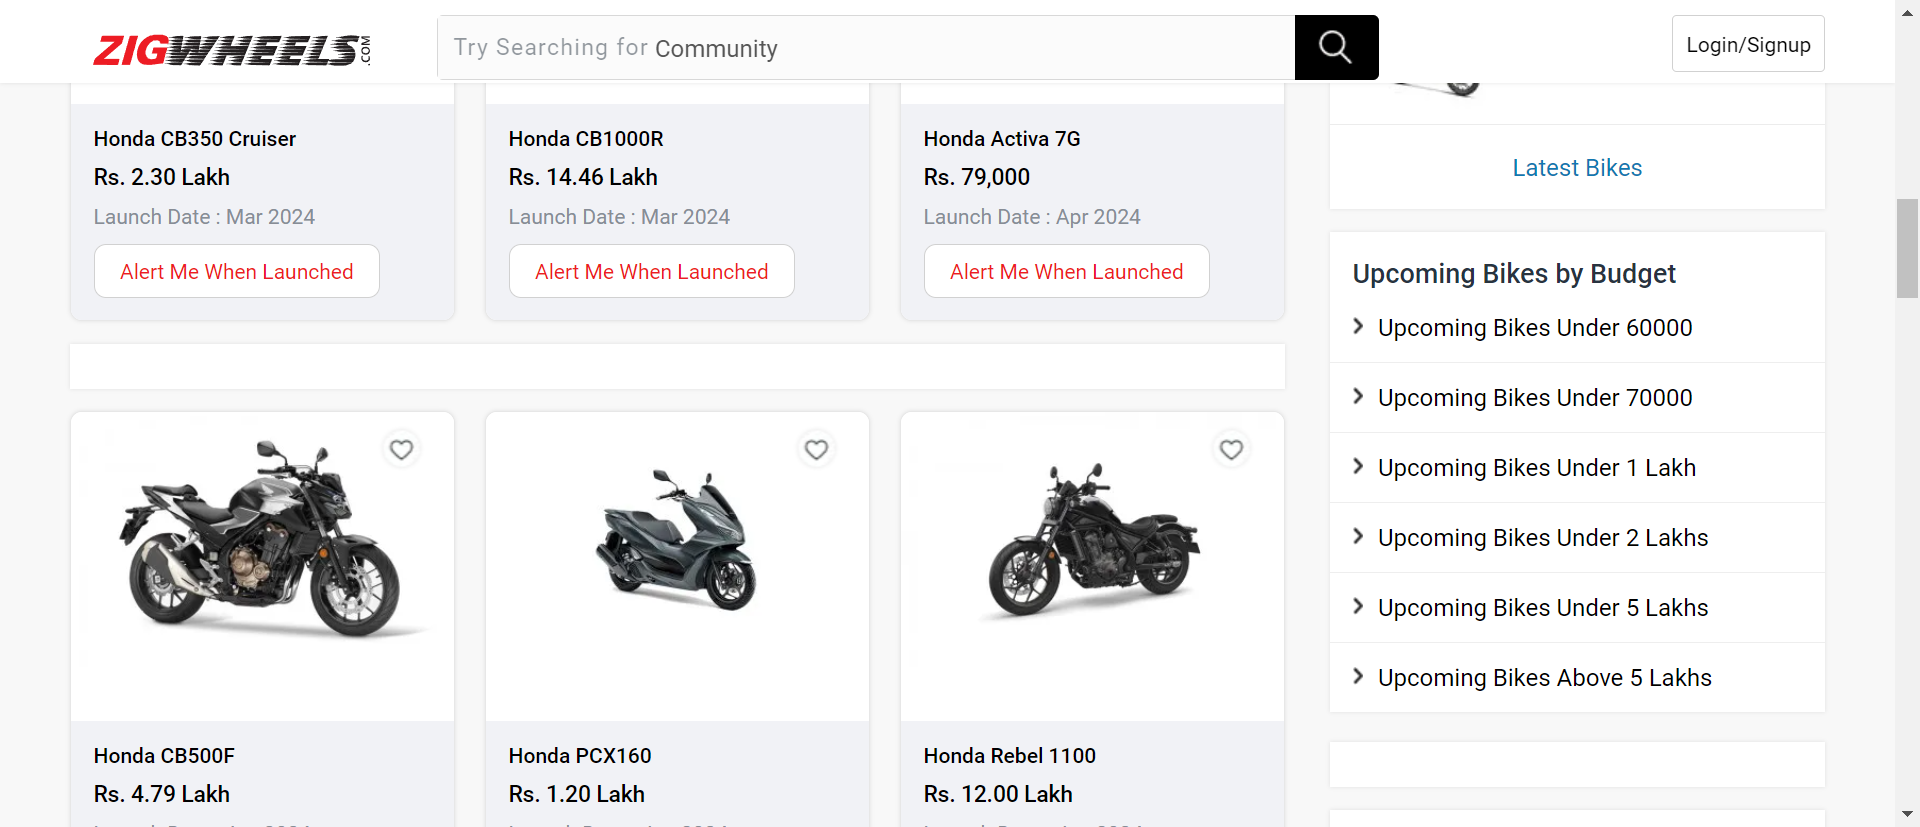 ZIGWHEELS.COM
Try Searching for Community
Login/Signup
Honda CB350 Cruiser
Rs. 2.30 Lakh
Launch Date : Mar 2024
Alert Me When Launched
Honda CB1000R
Rs. 14.46 Lakh
Launch Date : Mar 2024
Alert Me When Launched
Honda Activa 7G
Rs. 79,000
Launch Date : Apr 2024
Alert Me When Launched
Honda CB500F
Rs. 4.79 Lakh
Honda PCX160
Rs. 1.20 Lakh
Honda Rebel 1100
Rs. 12.00 Lakh
Latest Bikes
Upcoming Bikes by Budget
Upcoming Bikes Under 60000
Upcoming Bikes Under 70000
Upcoming Bikes Under 1 Lakh
Upcoming Bikes Under 2 Lakhs
Upcoming Bikes Under 5 Lakhs
Upcoming Bikes Above 5 Lakhs